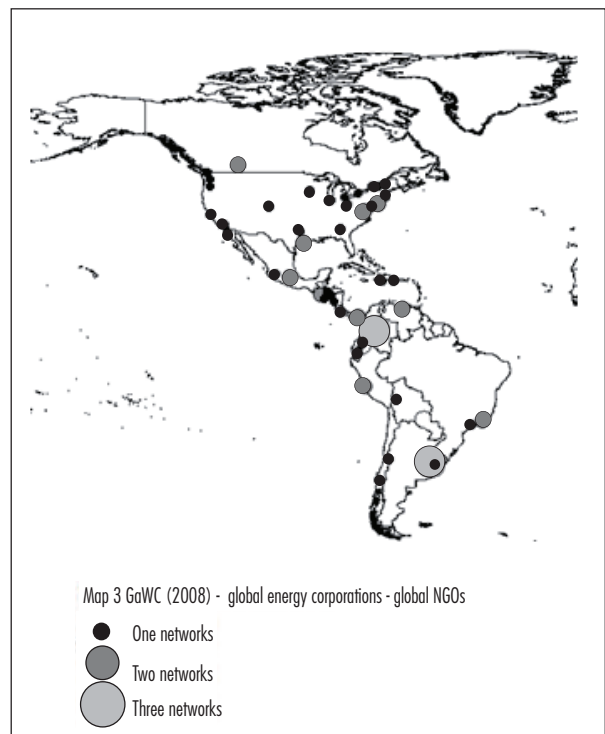 Map 3 GaWC (2008) - global energy corporations - global NGOs
One networks
Two networks
Three networks